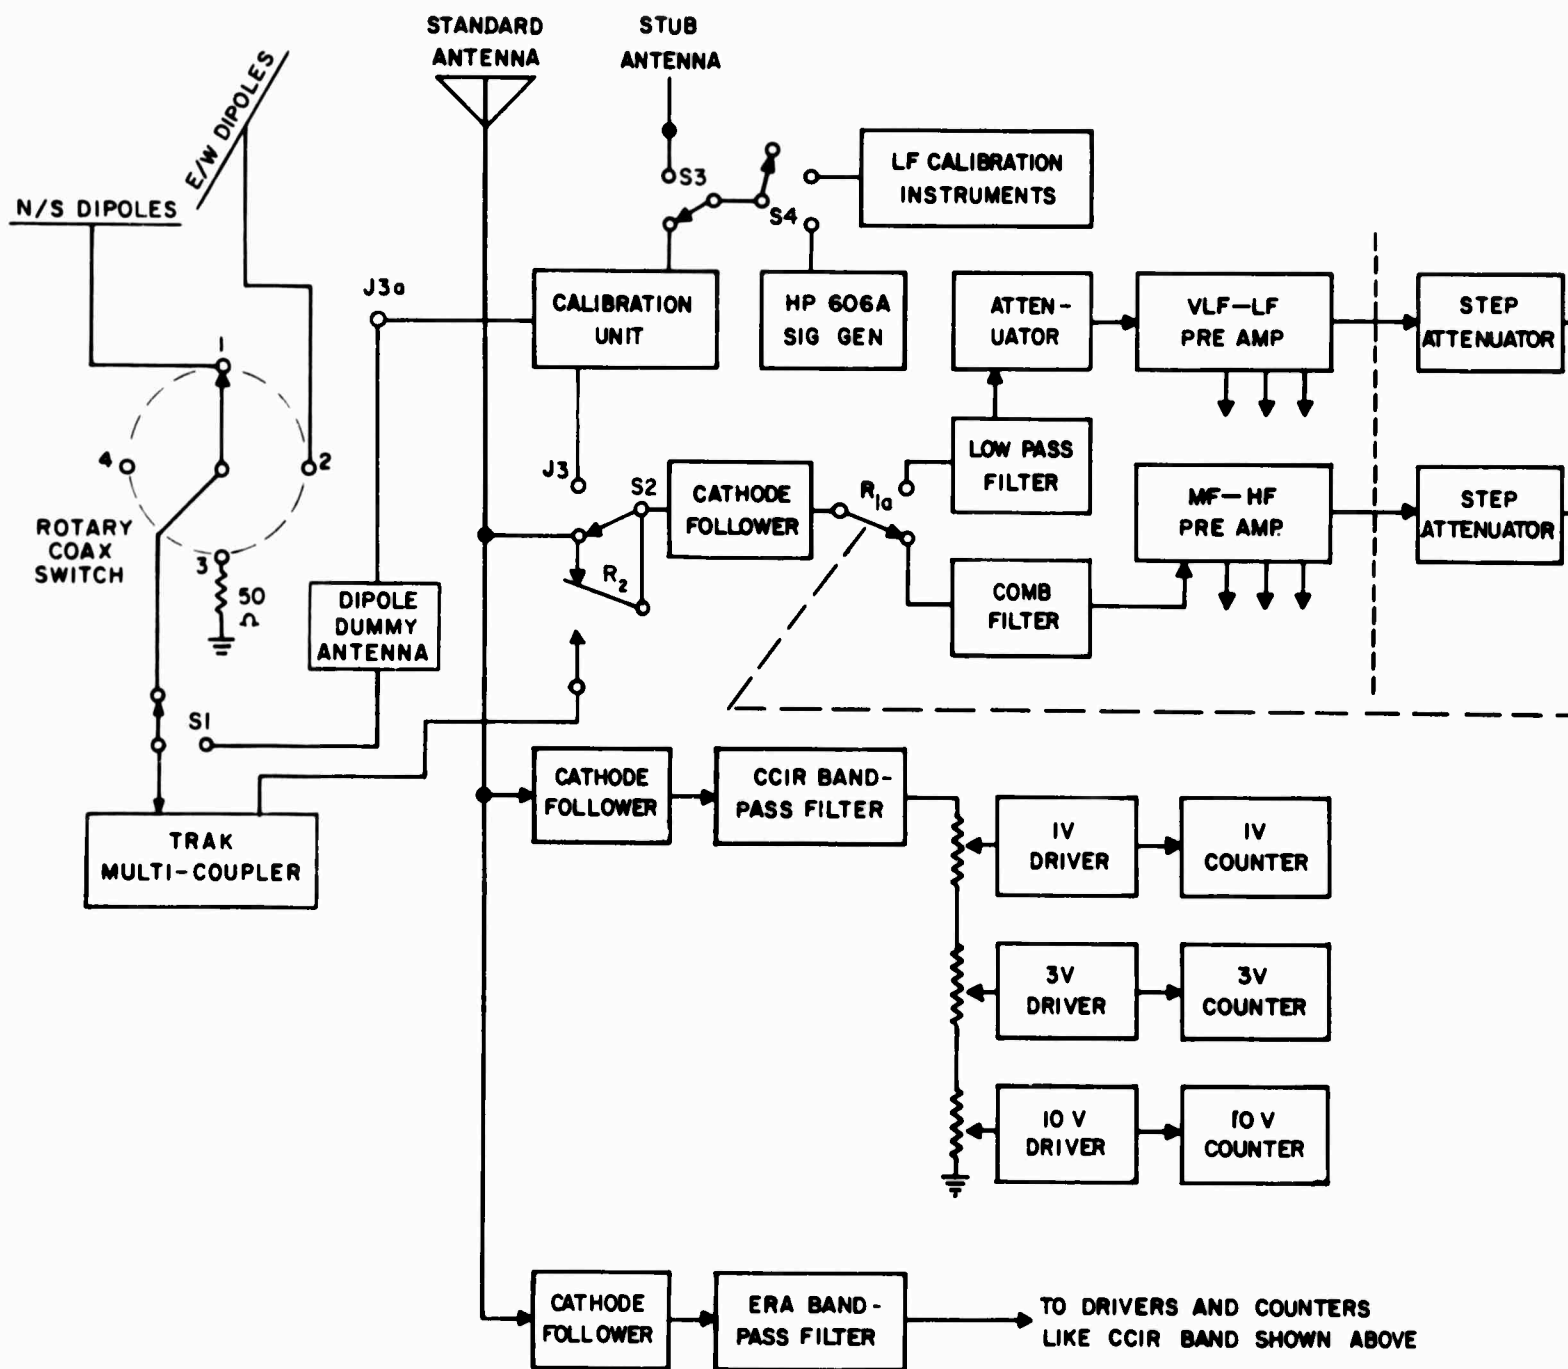 STANDARD
ANTENNA
STUB
ANTENNA
E/W DIPOLES
N/S DIPOLES
S3
S4
LF CALIBRATION
INSTRUMENTS
J3a
CALIBRATION
UNIT
HP 606A
SIG GEN
ATTEN-
UATOR
VLF-LF
PRE AMP
STEP
ATTENUATOR
1
2
3
4
ROTARY
COAX
SWITCH
50
Ω
J3
S2
R2
CATHODE
FOLLOWER
R1a
LOW PASS
FILTER
MF-HF
PRE AMP.
STEP
ATTENUATOR
COMB
FILTER
DIPOLE
DUMMY
ANTENNA
S1
TRAK
MULTI-COUPLER
CATHODE
FOLLOWER
CCIR BAND-
PASS FILTER
1V
DRIVER
1V
COUNTER
3V
DRIVER
3V
COUNTER
10 V
DRIVER
10 V
COUNTER
CATHODE
FOLLOWER
ERA BAND-
PASS FILTER
TO DRIVERS AND COUNTERS
LIKE CCIR BAND SHOWN ABOVE